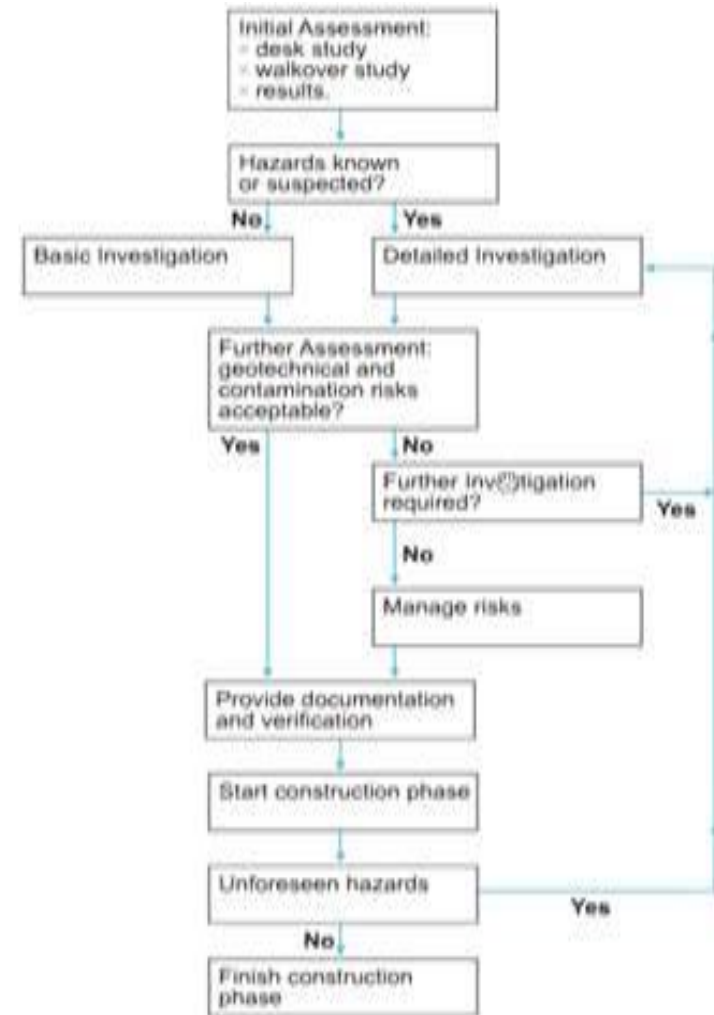 Initial Assessment:
▫ desk study
▫ walkover study
▫ results.
Hazards known
or suspected?
No
Yes
Basic Investigation
Detailed Investigation
Further Assessment:
geotechnical and
contamination risks
acceptable?
Yes
No
Further Investigation
required?
Yes
No
Manage risks
Provide documentation
and verification
Start construction phase
Unforeseen hazards
Yes
No
Finish construction
phase